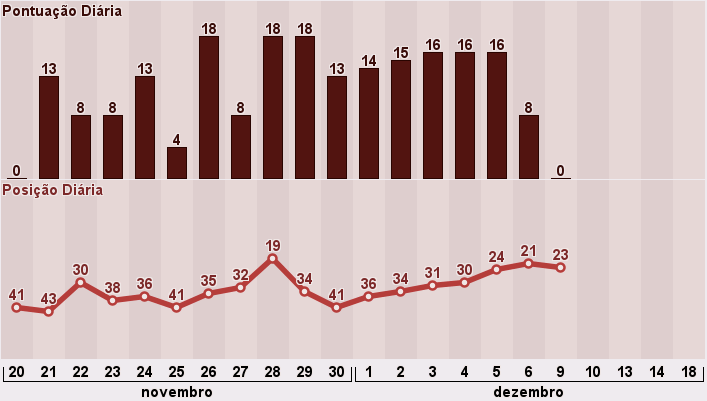 Pontuação Diária
0 13 8 8 13 4 18 8 18 18 13 14 15 16 16 16 8 0
Posição Diária
41 43 30 38 36 41 35 32 19 34 41 36 34 31 30 24 21 23
20 21 22 23 24 25 26 27 28 29 30 1 2 3 4 5 6 9 10 13 14 18
novembro dezembro